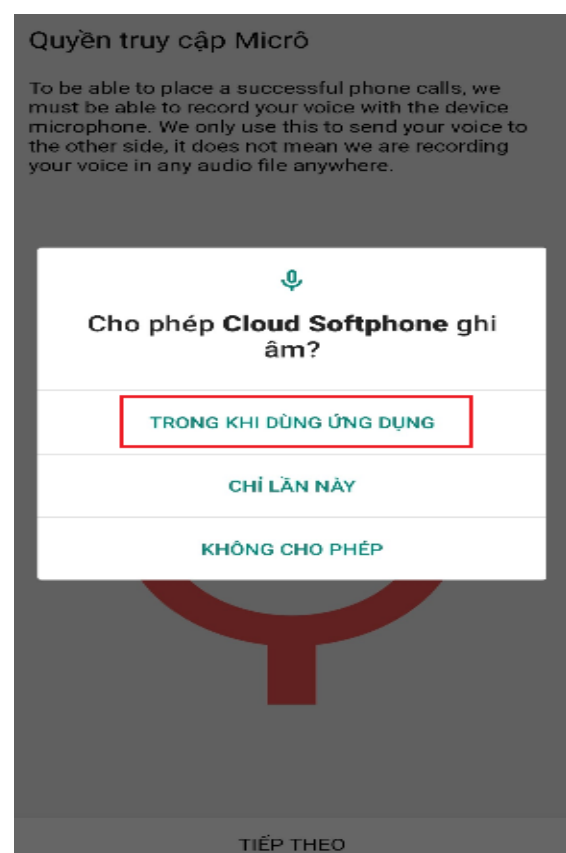 Quyền truy cập Micrô
To be able to place a successful phone calls, we
must be able to record your voice with the device
microphone. We only use this to send your voice to
the other side, it does not mean we are recording
your voice in any audio file anywhere.
Cho phép Cloud Softphone ghi
âm?
TRONG KHI DÙNG ỨNG DỤNG
CHỈ LẦN NÀY
KHÔNG CHO PHÉP
TIẾP THEO